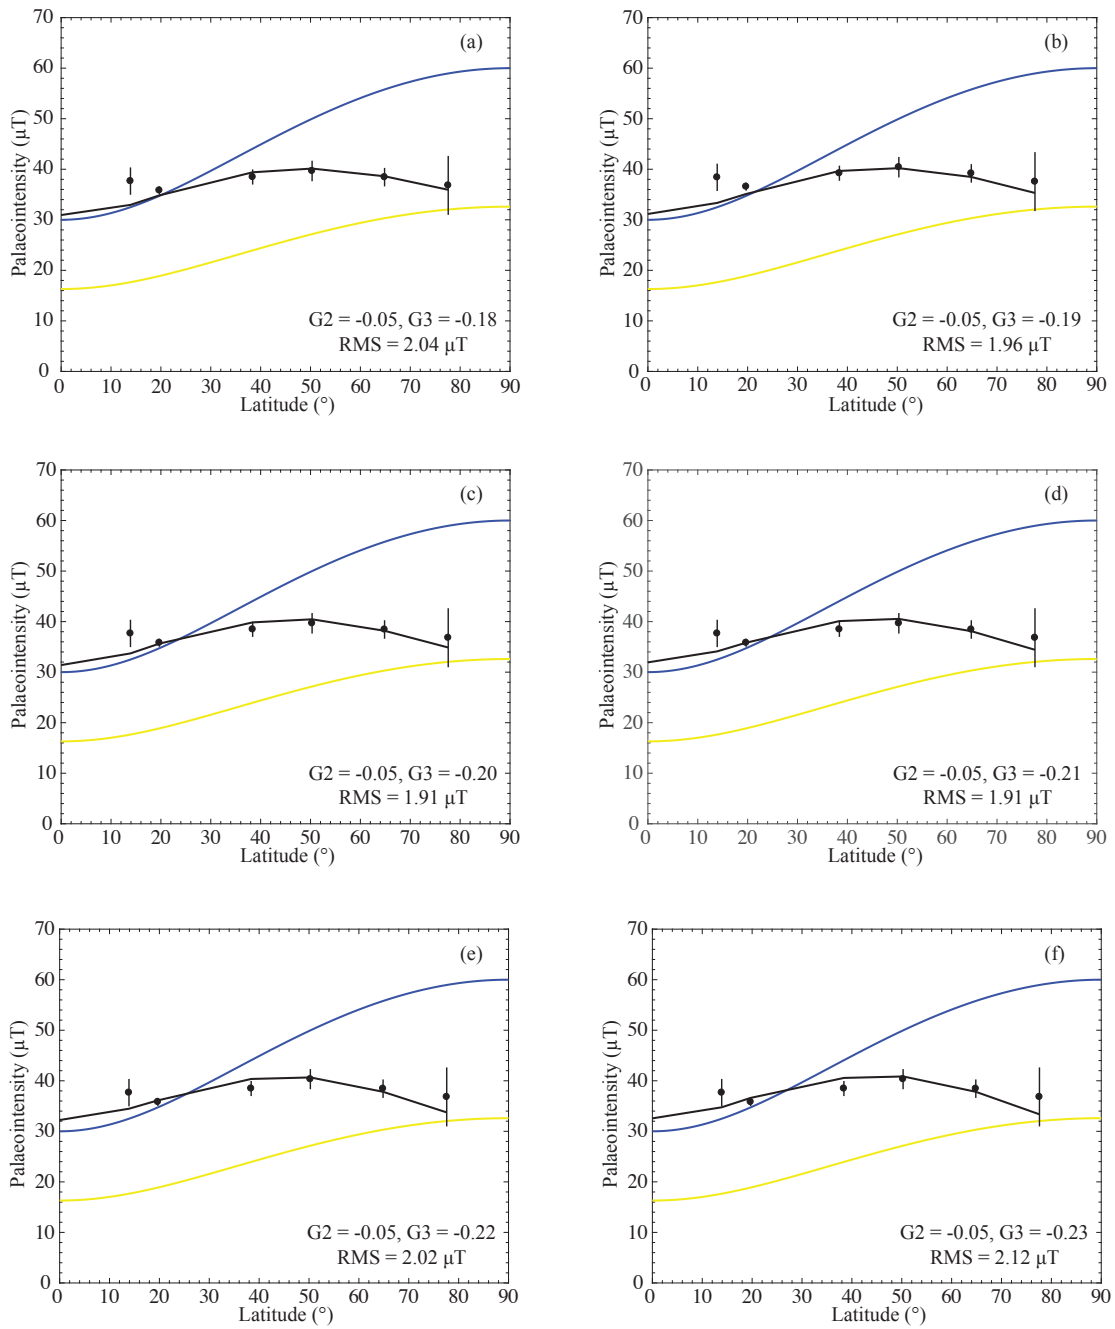 70
60
50
40
30
20
10
0
Palaeointensity (µT)
(a)
G2 = -0.05, G3 = -0.18
RMS = 2.04 µT
0 10 20 30 40 50 60 70 80 90
Latitude (°)
70
60
50
40
30
20
10
0
Palaeointensity (µT)
(b)
G2 = -0.05, G3 = -0.19
RMS = 1.96 µT
0 10 20 30 40 50 60 70 80 90
Latitude (°)
70
60
50
40
30
20
10
0
Palaeointensity (µT)
(c)
G2 = -0.05, G3 = -0.20
RMS = 1.91 µT
0 10 20 30 40 50 60 70 80 90
Latitude (°)
70
60
50
40
30
20
10
0
Palaeointensity (µT)
(d)
G2 = -0.05, G3 = -0.21
RMS = 1.91 µT
0 10 20 30 40 50 60 70 80 90
Latitude (°)
70
60
50
40
30
20
10
0
Palaeointensity (µT)
(e)
G2 = -0.05, G3 = -0.22
RMS = 2.02 µT
0 10 20 30 40 50 60 70 80 90
Latitude (°)
70
60
50
40
30
20
10
0
Palaeointensity (µT)
(f)
G2 = -0.05, G3 = -0.23
RMS = 2.12 µT
0 10 20 30 40 50 60 70 80 90
Latitude (°)